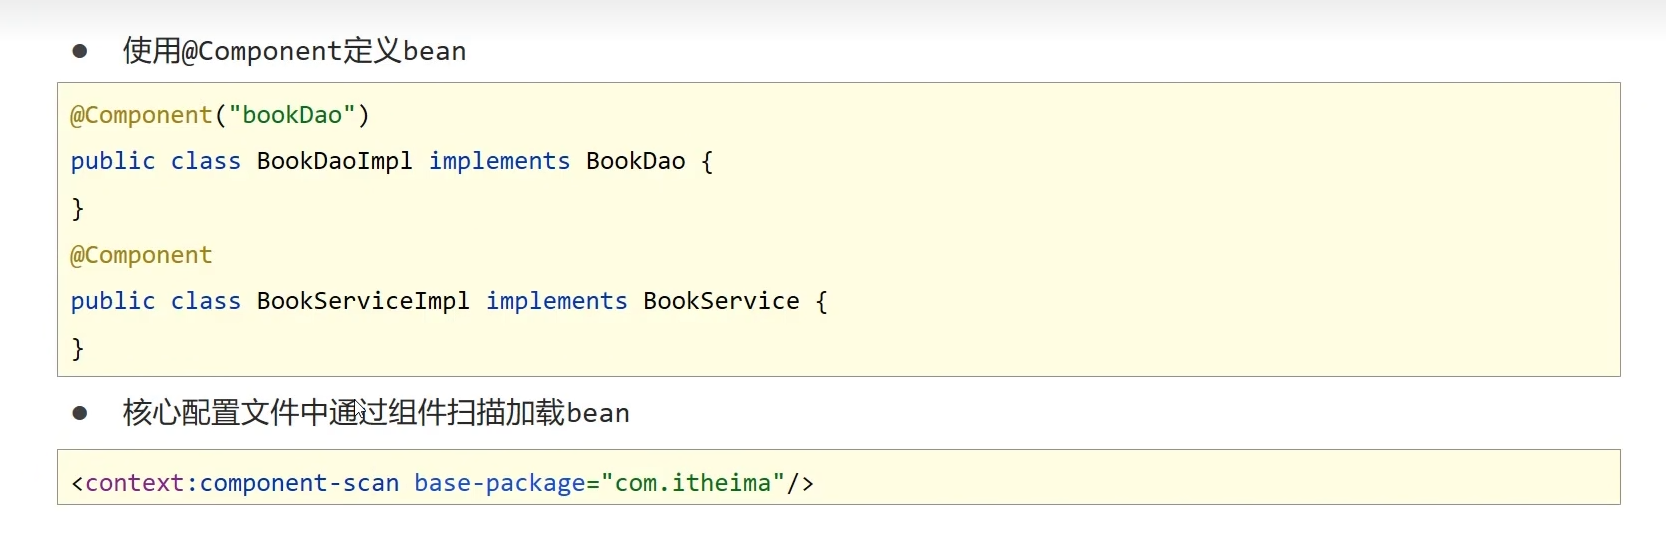 ● 使用@Component定义bean
@Component("bookDao")
public class BookDaoImpl implements BookDao {
}
@Component
public class BookServiceImpl implements BookService {
}
● 核心配置文件中通过组件扫描加载bean
<context:component-scan base-package="com.itheima"/>